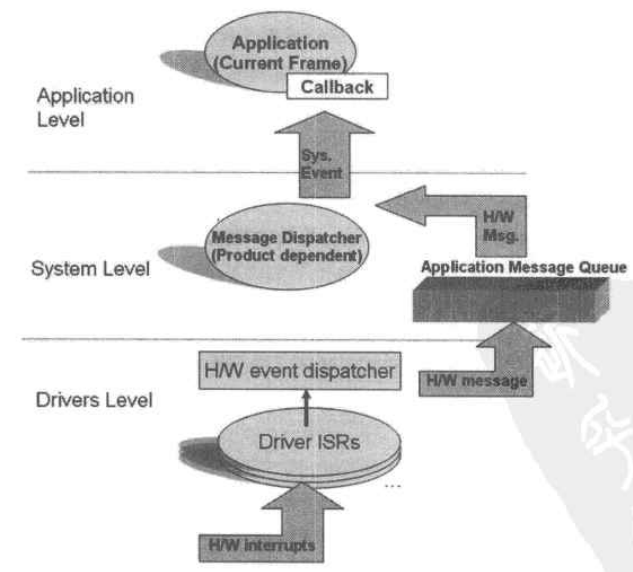 Application
(Current Frame)
Callback
Application
Level
Sys.
Event
H/W
Msg.
Message Dispatcher
(Product dependent)
System Level
Application Message Queue
H/W event dispatcher
H/W message
Drivers Level
Driver ISRs
...
H/W interrupts
究